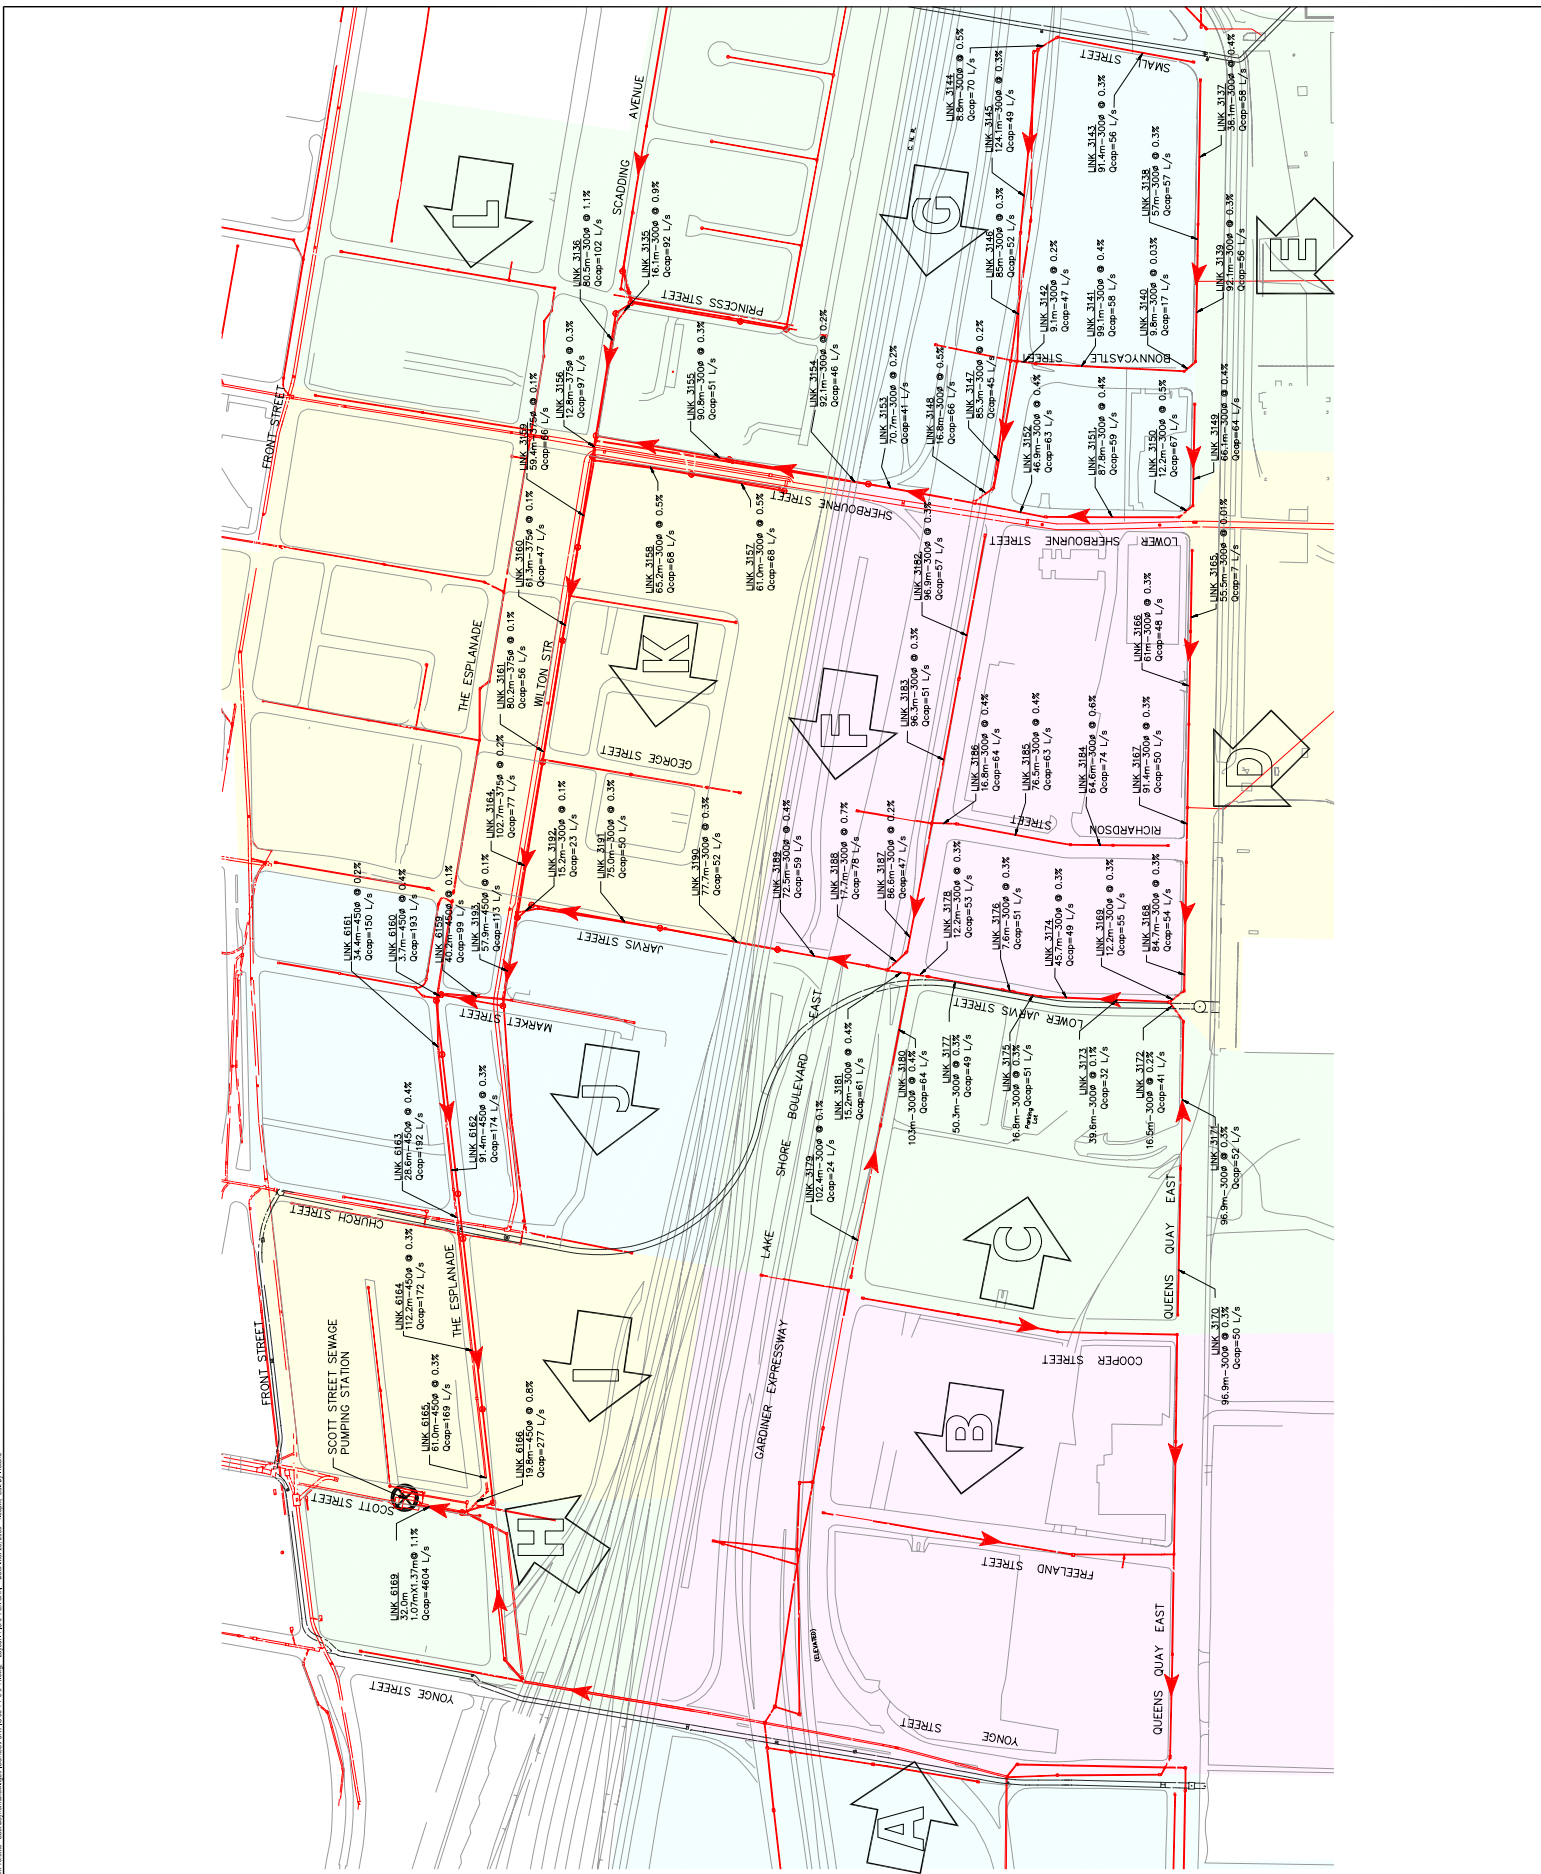 FRONT STREET
SCADDING
AVENUE
L
LINK 3136
80.5m-300ø @ 1.1%
Qcap=102 L/s
LINK 3135
16.1m-300ø @ 0.9%
Qcap=92 L/s
PRINCESS STREET
C.N.R.
G
LINK 3144
8.8m-300ø @ 0.5%
Qcap=70 L/s
LINK 3145
124.1m-300ø @ 0.3%
Qcap=49 L/s
SMALL
STREET
LINK 3143
91.4m-300ø @ 0.3%
Qcap=56 L/s
LINK 3137
38.1m-300ø @ 0.4%
Qcap=58 L/s
LINK 3138
57m-300ø @ 0.3%
Qcap=57 L/s
LINK 3139
92.1m-300ø @ 0.3%
Qcap=56 L/s
E
LINK 3146
85m-300ø @ 0.3%
Qcap=52 L/s
LINK 3142
9.1m-300ø @ 0.2%
Qcap=47 L/s
LINK 3141
99.1m-300ø @ 0.4%
Qcap=58 L/s
LINK 3140
9.8m-300ø @ 0.03%
Qcap=17 L/s
BONNYCASTLE
STREET
LINK 3156
12.8m-375ø @ 0.3%
Qcap=97 L/s
LINK 3155
90.8m-300ø @ 0.3%
Qcap=51 L/s
LINK 3154
92.1m-300ø @ 0.2%
Qcap=46 L/s
LINK 3153
70.7m-300ø @ 0.2%
Qcap=41 L/s
LINK 3148
16.8m-300ø @ 0.5%
Qcap=66 L/s
LINK 3147
85.3m-300ø @ 0.2%
Qcap=45 L/s
LINK 3152
46.9m-300ø @ 0.4%
Qcap=63 L/s
LINK 3151
87.8m-300ø @ 0.4%
Qcap=59 L/s
LINK 3150
12.2m-300ø @ 0.5%
Qcap=67 L/s
LINK 3149
66.1m-300ø @ 0.4%
Qcap=64 L/s
LINK 3159
59.4m-375ø @ 0.1%
Qcap=66 L/s
LINK 3160
61.3m-375ø @ 0.1%
Qcap=47 L/s
LINK 3158
65.2m-300ø @ 0.5%
Qcap=68 L/s
LINK 3157
61.0m-300ø @ 0.5%
Qcap=68 L/s
SHERBOURNE STREET
LOWER SHERBOURNE STREET
LINK 3182
96.9m-300ø @ 0.3%
Qcap=57 L/s
LINK 3165
55.5m-300ø @ 0.01%
Qcap=7 L/s
LINK 3166
61m-300ø @ 0.3%
Qcap=48 L/s
THE ESPLANADE
WILTON STR
LINK 3161
80.2m-375ø @ 0.1%
Qcap=56 L/s
K
GEORGE STREET
F
LINK 3183
96.3m-300ø @ 0.3%
Qcap=51 L/s
LINK 3186
16.8m-300ø @ 0.4%
Qcap=64 L/s
LINK 3185
76.5m-300ø @ 0.4%
Qcap=63 L/s
LINK 3184
64.6m-300ø @ 0.6%
Qcap=74 L/s
LINK 3167
91.4m-300ø @ 0.3%
Qcap=50 L/s
D
RICHARDSON
STREET
LINK 3164
102.7m-375ø @ 0.2%
Qcap=77 L/s
LINK 3192
15.2m-300ø @ 0.1%
Qcap=23 L/s
LINK 3191
75.0m-300ø @ 0.3%
Qcap=50 L/s
LINK 3190
77.7m-300ø @ 0.3%
Qcap=52 L/s
LINK 3189
72.5m-300ø @ 0.4%
Qcap=59 L/s
LINK 3188
17.7m-300ø @ 0.7%
Qcap=78 L/s
LINK 3187
86.6m-300ø @ 0.2%
Qcap=47 L/s
LINK 3178
12.2m-300ø @ 0.3%
Qcap=53 L/s
LINK 3176
7.6m-300ø @ 0.3%
Qcap=51 L/s
LINK 3174
45.7m-300ø @ 0.3%
Qcap=49 L/s
LINK 3169
12.2m-300ø @ 0.3%
Qcap=55 L/s
LINK 3168
84.7m-300ø @ 0.3%
Qcap=54 L/s
LINK 6161
34.4m-450ø @ 0.2%
Qcap=150 L/s
LINK 6160
3.7m-450ø @ 0.4%
Qcap=193 L/s
LINK 6159
40.2m-450ø @ 0.1%
Qcap=99 L/s
LINK 3193
57.9m-450ø @ 0.1%
Qcap=113 L/s
JARVIS STREET
MARKET STREET
LOWER JARVIS STREET
J
LAKE SHORE BOULEVARD EAST
LINK 3181
15.2m-300ø @ 0.4%
Qcap=61 L/s
LINK 3180
103m-300ø @ 0.4%
Qcap=64 L/s
LINK 3177
50.3m-300ø @ 0.3%
Qcap=49 L/s
LINK 3175
16.8m-300ø @ 0.3%
Qcap=51 L/s
Parking
Lot
LINK 3173
39.6m-300ø @ 0.1%
Qcap=32 L/s
LINK 3172
16.5m-300ø @ 0.2%
Qcap=41 L/s
LINK 3171
96.9m-300ø @ 0.3%
Qcap=52 L/s
LINK 6163
28.6m-450ø @ 0.4%
Qcap=192 L/s
LINK 6162
91.4m-450ø @ 0.3%
Qcap=174 L/s
LINK 3179
102.4m-300ø @ 0.1%
Qcap=24 L/s
CHURCH STREET
C
QUEENS QUAY EAST
LINK 3170
96.9m-300ø @ 0.3%
Qcap=50 L/s
FRONT STREET
LINK 6164
112.2m-450ø @ 0.3%
Qcap=172 L/s
THE ESPLANADE
I
GARDINER EXPRESSWAY
COOPER STREET
B
SCOTT STREET SEWAGE
PUMPING STATION
LINK 6165
61.0m-450ø @ 0.3%
Qcap=169 L/s
LINK 6166
19.8m-450ø @ 0.8%
Qcap=277 L/s
SCOTT STREET
H
LINK 6169
32.0m
1.07mX1.37m@ 1.1%
Qcap=4604 L/s
FREELAND STREET
(ELEVATED)
QUEENS QUAY EAST
YONGE STREET
YONGE STREET
A